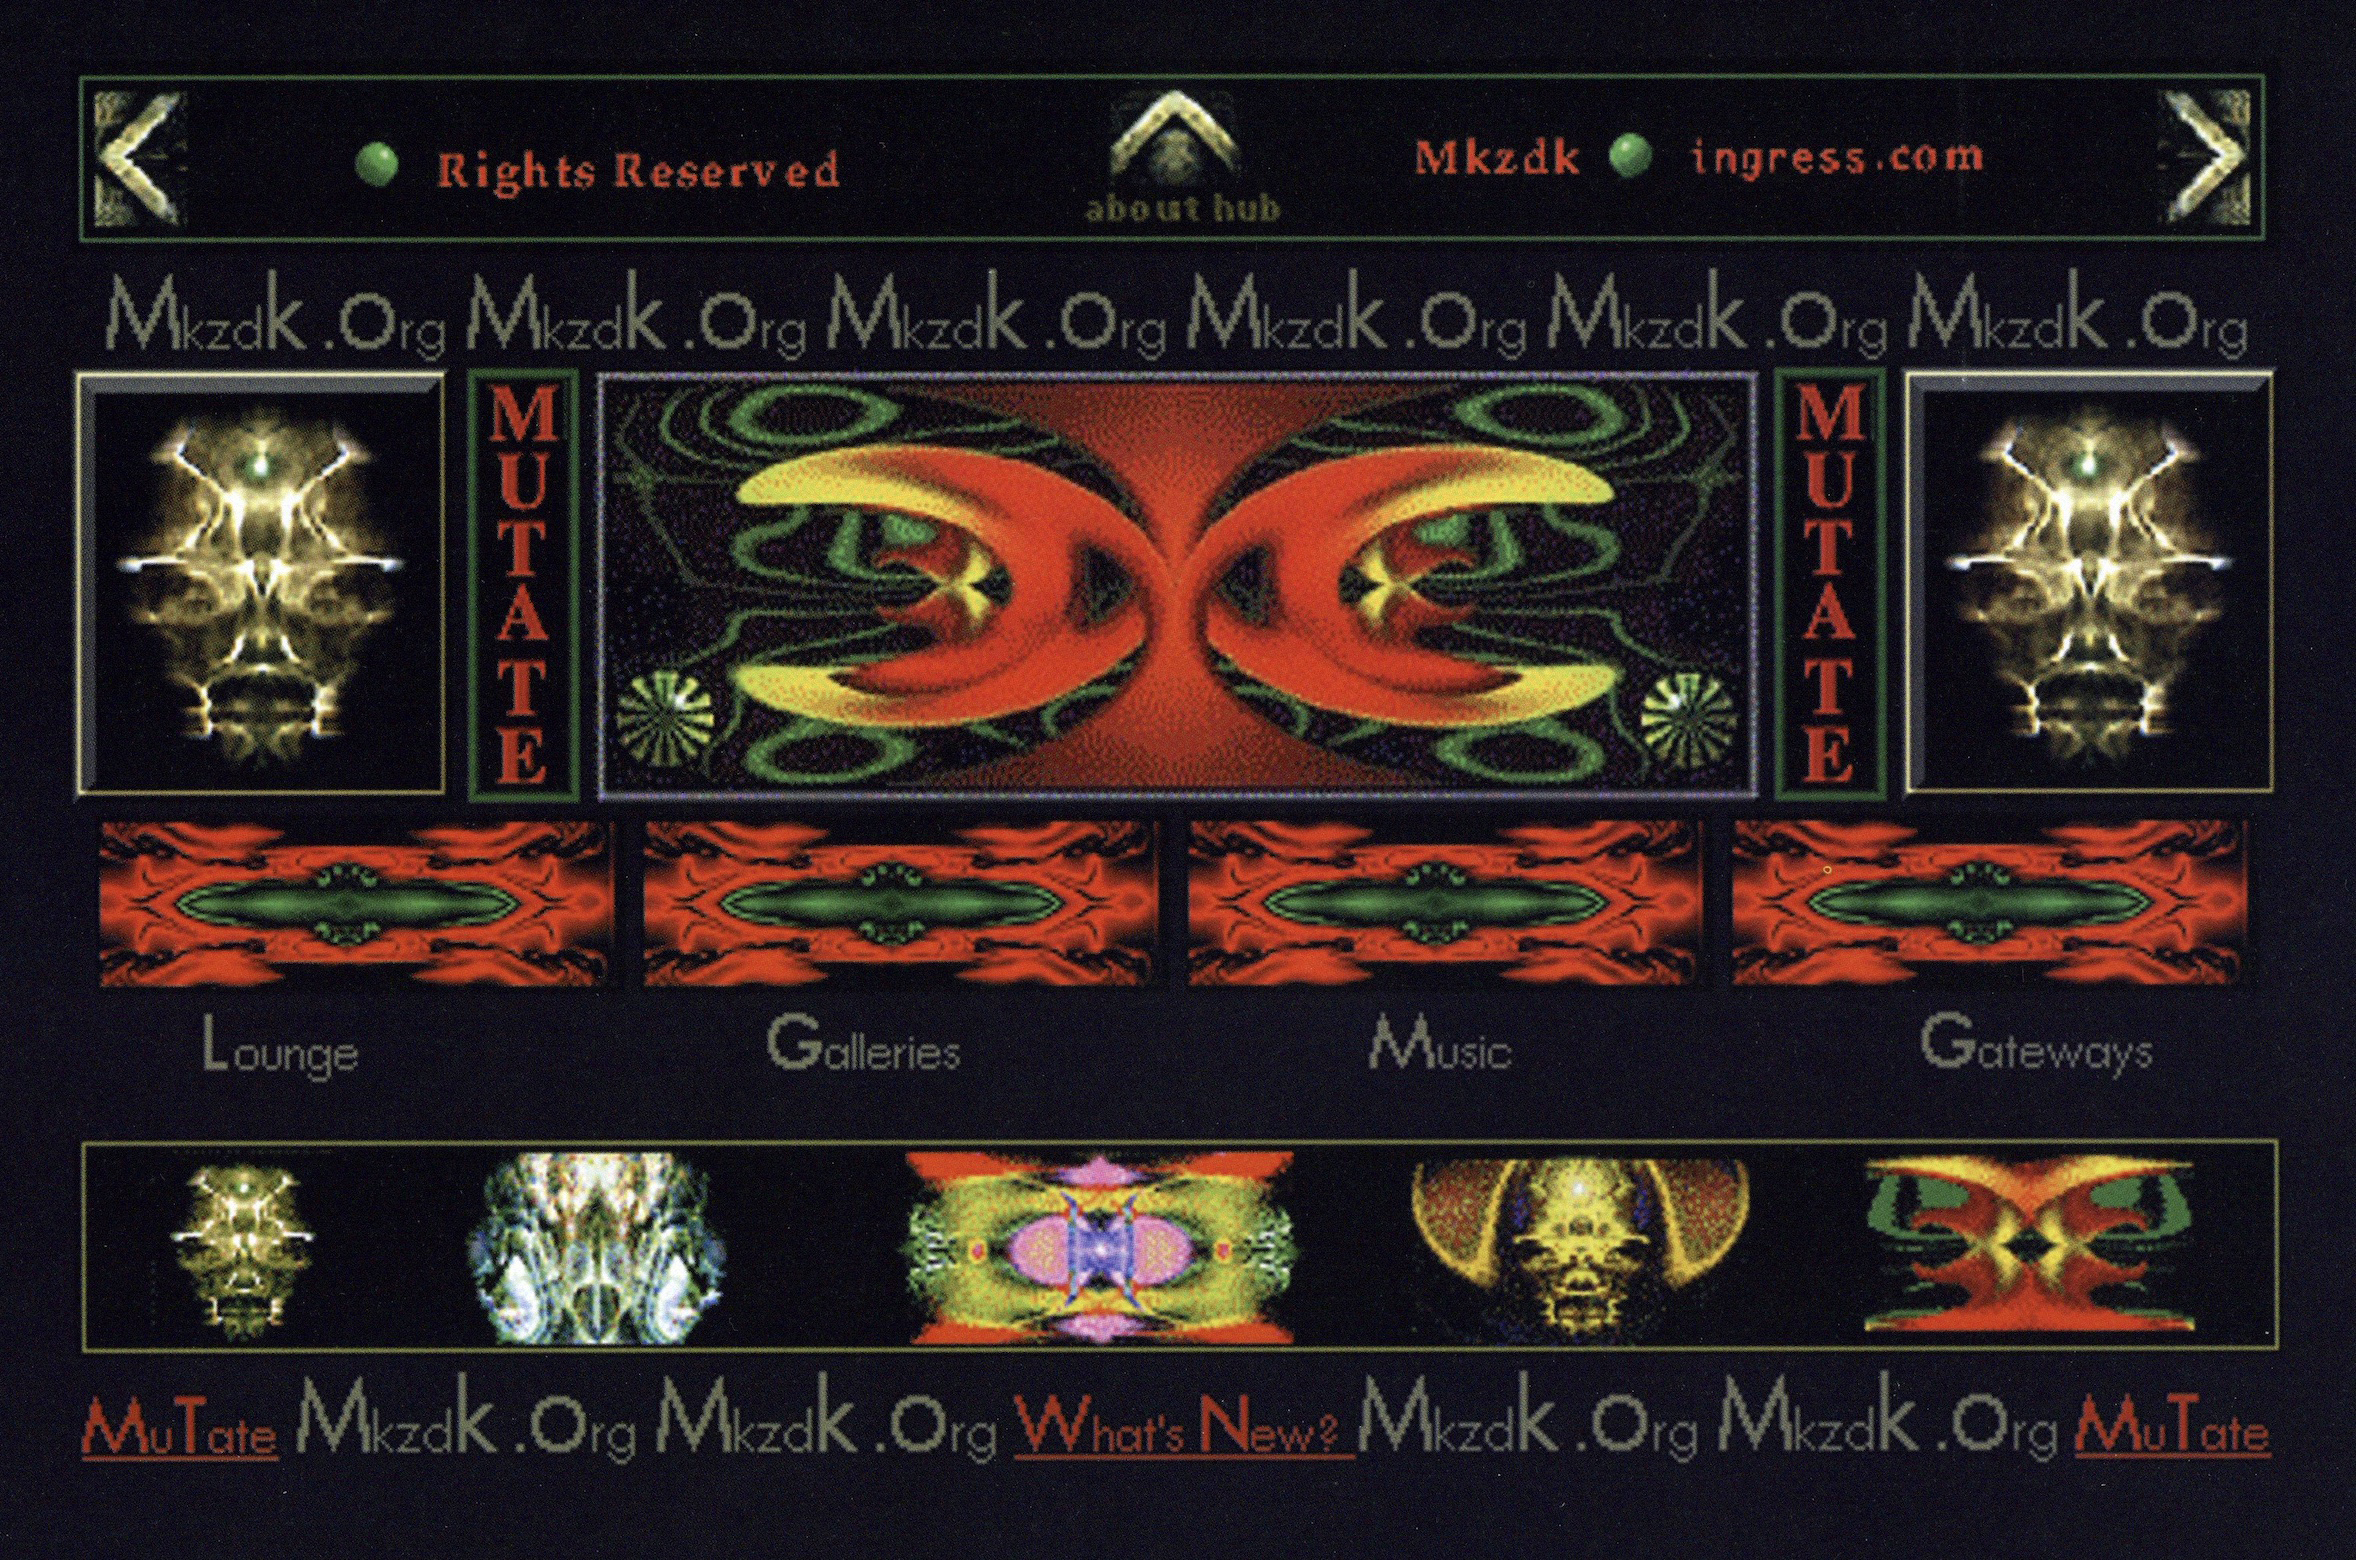 Rights Reserved
about hub
Mkzdk ingress.com
Mkzdk.Org Mkzdk.Org Mkzdk.Org Mkzdk.Org Mkzdk.Org Mkzdk.Org
MUTATE
MUTATE
Lounge Galleries Music Gateways
MuTate Mkzdk.Org Mkzdk.Org What's New? Mkzdk.Org Mkzdk.Org MuTate